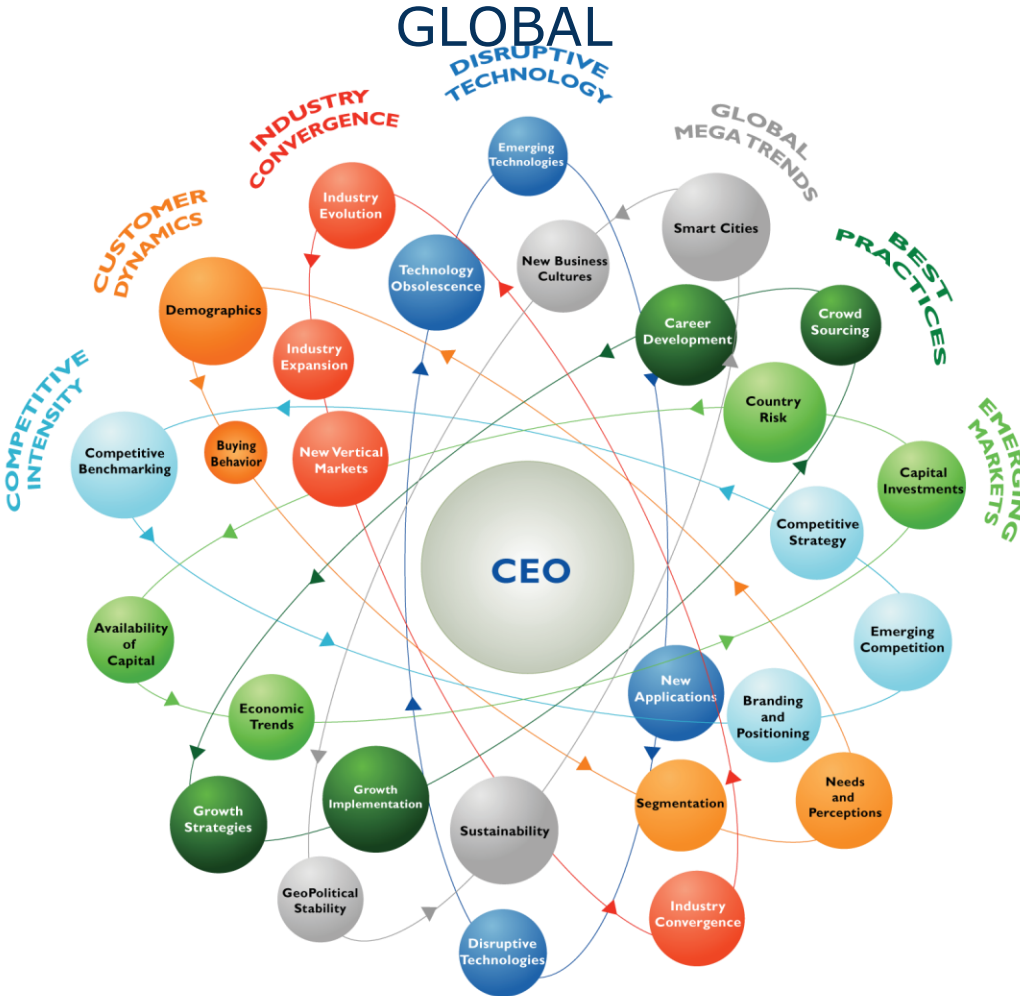 GLOBAL
DISRUPTIVE
TECHNOLOGY
INDUSTRY
CONVERGENCE
GLOBAL
MEGA TRENDS
CUSTOMER
DYNAMICS
BEST
PRACTICES
COMPETITIVE
INTENSITY
EMERGING
MARKETS
Emerging
Technologies
Industry
Evolution
Smart Cities
New Business
Cultures
Technology
Obsolescence
Demographics
Career
Development
Crowd
Sourcing
Industry
Expansion
Country
Risk
Competitive
Benchmarking
Buying
Behavior
New Vertical
Markets
Capital
Investments
Competitive
Strategy
CEO
Availability
of
Capital
Emerging
Competition
New
Applications
Economic
Trends
Branding
and
Positioning
Growth
Strategies
Growth
Implementation
Sustainability
Segmentation
Needs
and
Perceptions
GeoPolitical
Stability
Industry
Convergence
Disruptive
Technologies